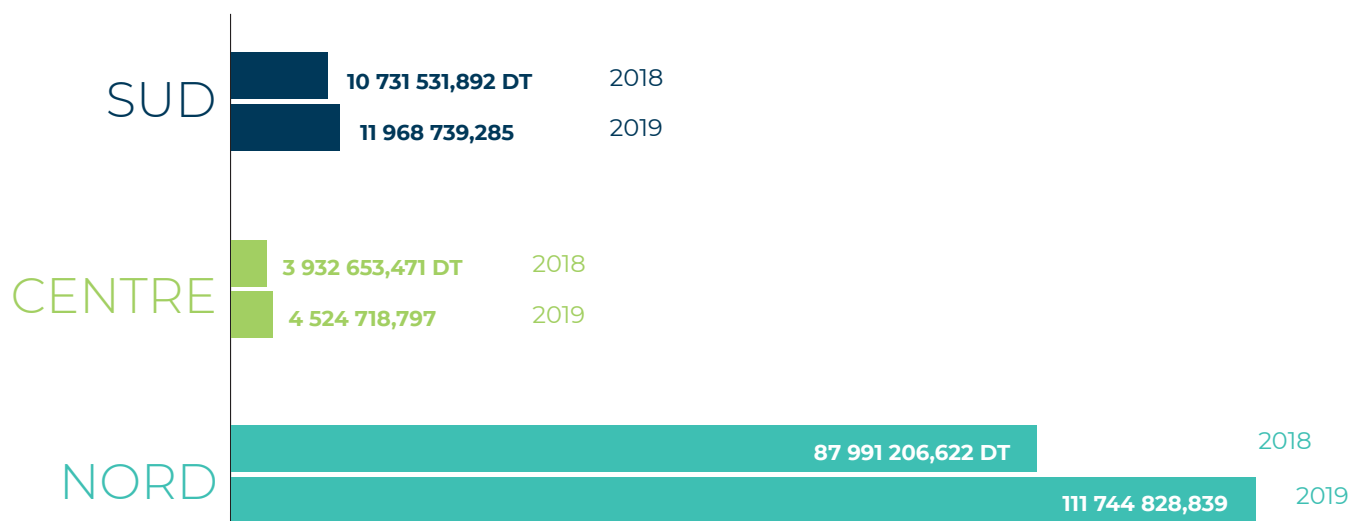 SUD
10 731 531,892 DT 2018
11 968 739,285 2019
CENTRE
3 932 653,471 DT 2018
4 524 718,797 2019
NORD
87 991 206,622 DT 2018
111 744 828,839 2019